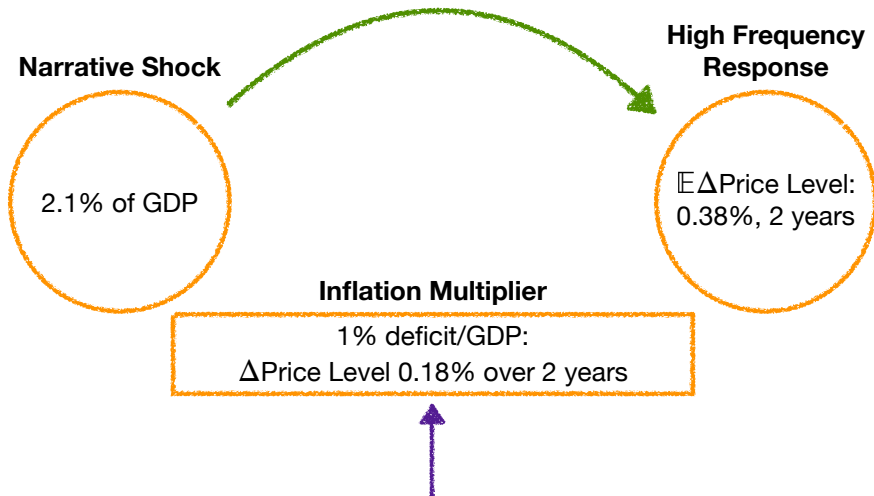 Narrative Shock
2.1% of GDP
High Frequency
Response
𝔼ΔPrice Level:
0.38%, 2 years
Inflation Multiplier
1% deficit/GDP:
ΔPrice Level 0.18% over 2 years